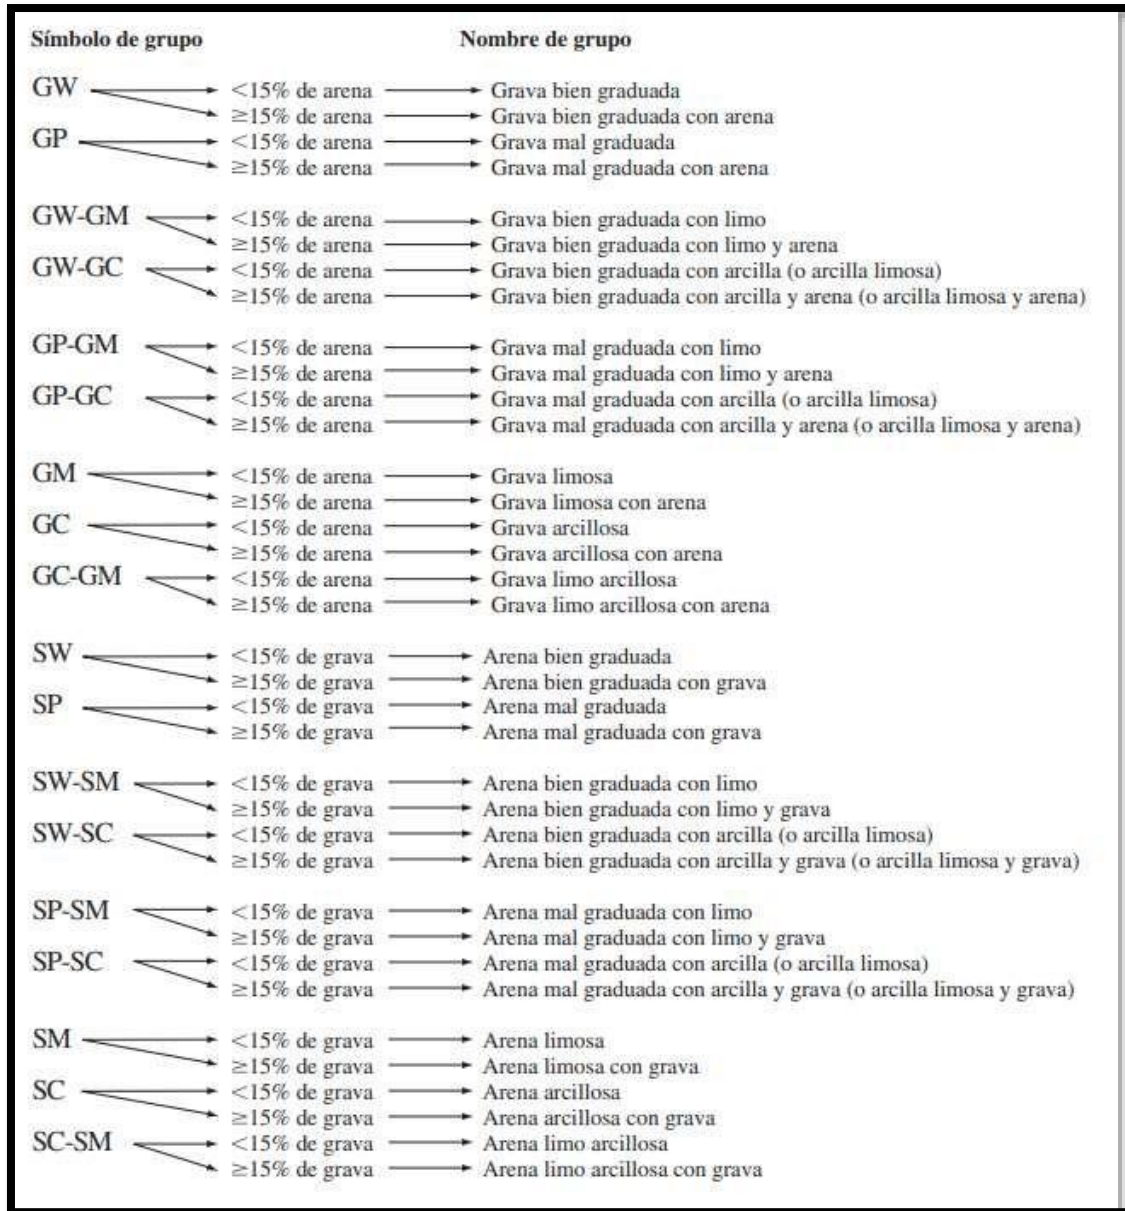 Símbolo de grupo Nombre de grupo
GW <15% de arena Grava bien graduada
≥15% de arena Grava bien graduada con arena
GP <15% de arena Grava mal graduada
≥15% de arena Grava mal graduada con arena
GW-GM <15% de arena Grava bien graduada con limo
≥15% de arena Grava bien graduada con limo y arena
GW-GC <15% de arena Grava bien graduada con arcilla (o arcilla limosa)
≥15% de arena Grava bien graduada con arcilla y arena (o arcilla limosa y arena)
GP-GM <15% de arena Grava mal graduada con limo
≥15% de arena Grava mal graduada con limo y arena
GP-GC <15% de arena Grava mal graduada con arcilla (o arcilla limosa)
≥15% de arena Grava mal graduada con arcilla y arena (o arcilla limosa y arena)
GM <15% de arena Grava limosa
≥15% de arena Grava limosa con arena
GC <15% de arena Grava arcillosa
≥15% de arena Grava arcillosa con arena
GC-GM <15% de arena Grava limo arcillosa
≥15% de arena Grava limo arcillosa con arena
SW <15% de grava Arena bien graduada
≥15% de grava Arena bien graduada con grava
SP <15% de grava Arena mal graduada
≥15% de grava Arena mal graduada con grava
SW-SM <15% de grava Arena bien graduada con limo
≥15% de grava Arena bien graduada con limo y grava
SW-SC <15% de grava Arena bien graduada con arcilla (o arcilla limosa)
≥15% de grava Arena bien graduada con arcilla y grava (o arcilla limosa y grava)
SP-SM <15% de grava Arena mal graduada con limo
≥15% de grava Arena mal graduada con limo y grava
SP-SC <15% de grava Arena mal graduada con arcilla (o arcilla limosa)
≥15% de grava Arena mal graduada con arcilla y grava (o arcilla limosa y grava)
SM <15% de grava Arena limosa
≥15% de grava Arena limosa con grava
SC <15% de grava Arena arcillosa
≥15% de grava Arena arcillosa con grava
SC-SM <15% de grava Arena limo arcillosa
≥15% de grava Arena limo arcillosa con grava